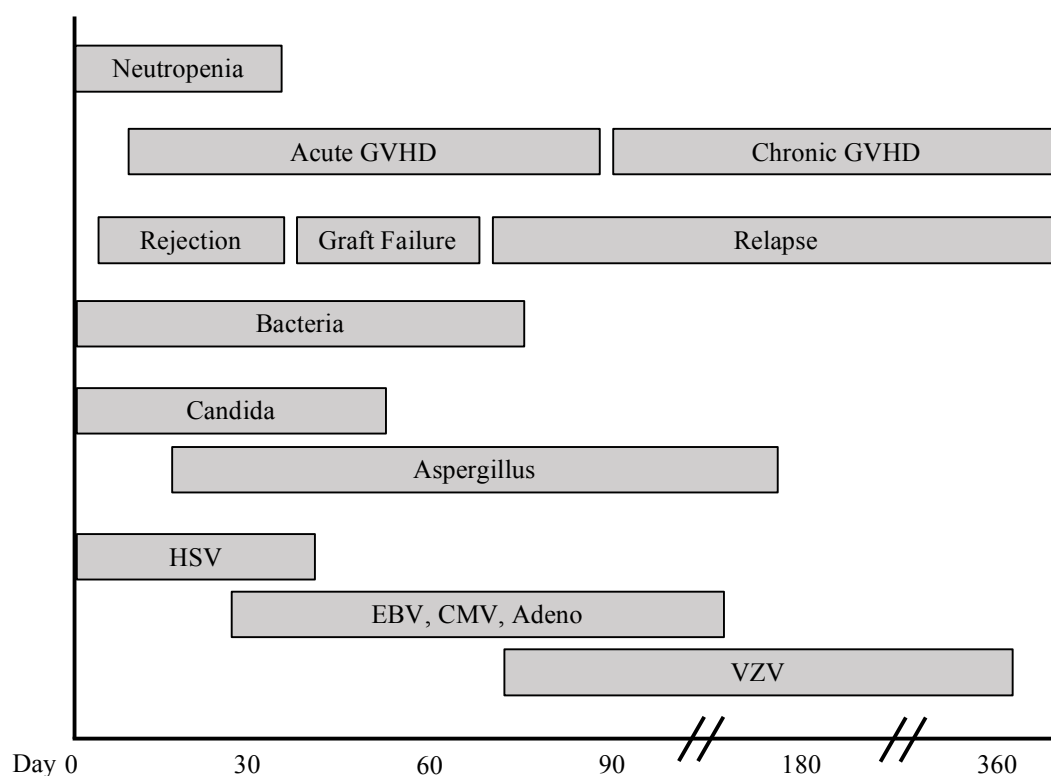 Neutropenia
Acute GVHD Chronic GVHD
Rejection Graft Failure Relapse
Bacteria
Candida
Aspergillus
HSV
EBV, CMV, Adeno
VZV
Day 0 30 60 90 180 360